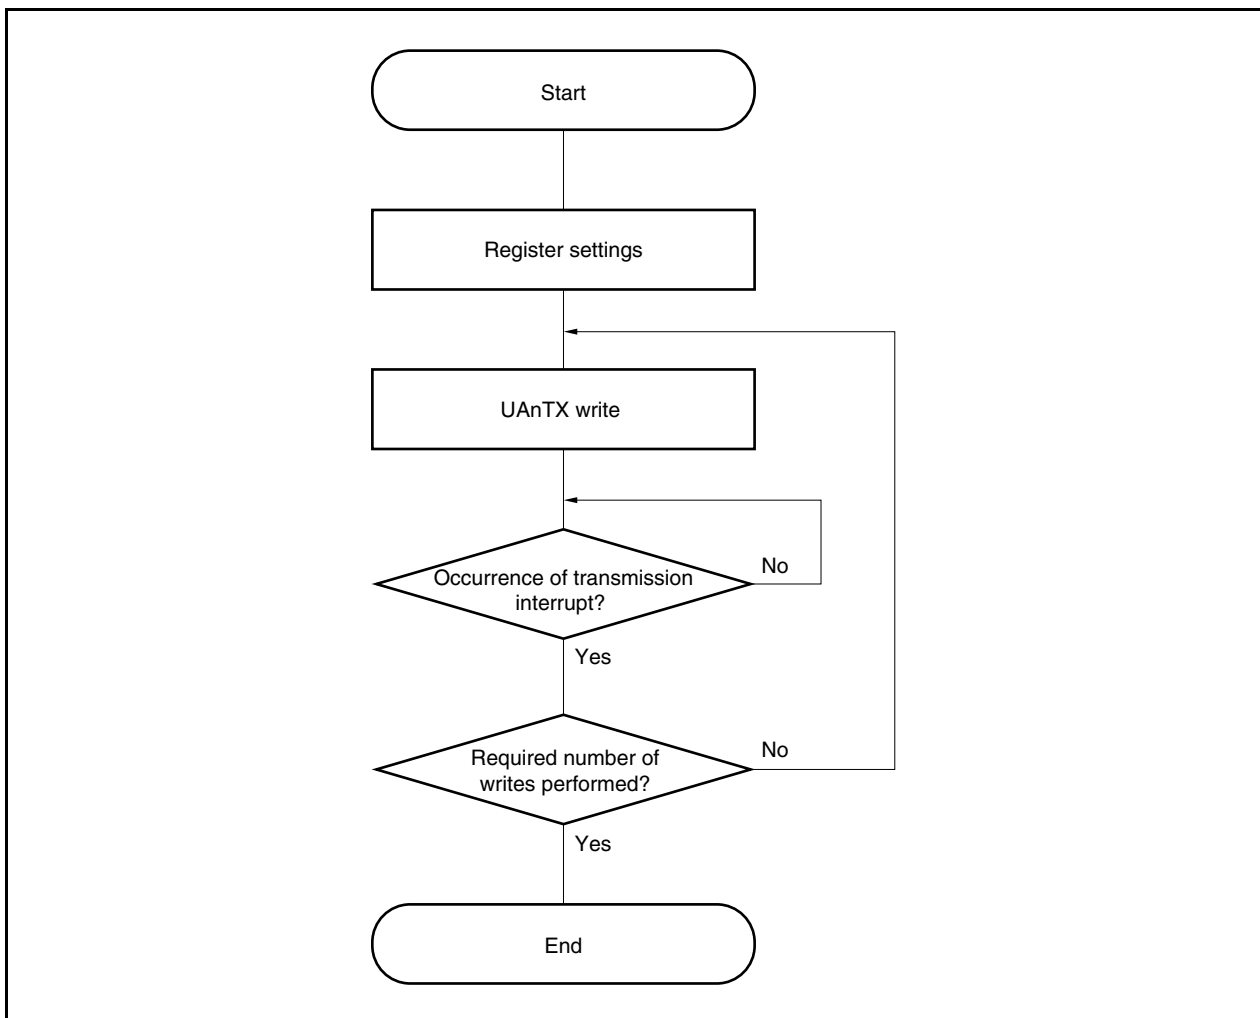 Start
Register settings
UAnTX write
No
Occurrence of transmission
interrupt?
Yes
No
Required number of
writes performed?
Yes
End